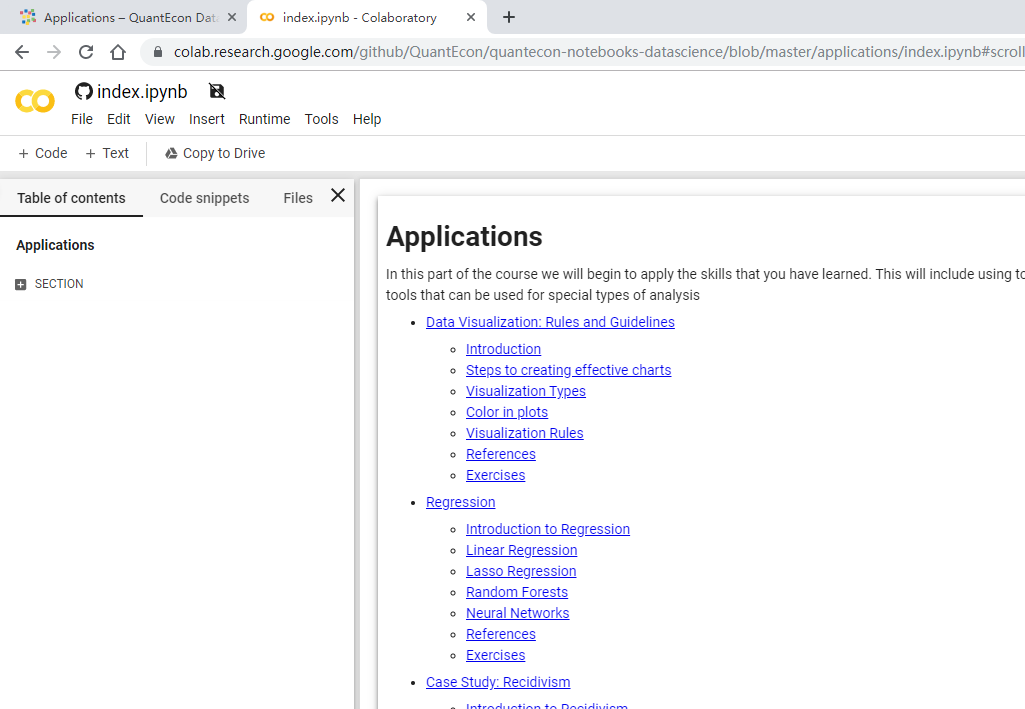 Applications – QuantEcon Dat
index.ipynb - Colaboratory
colab.research.google.com/github/QuantEcon/quantecon-notebooks-datascience/blob/master/applications/index.ipynb#scroll
index.ipynb
File Edit View Insert Runtime Tools Help
+ Code + Text Copy to Drive
Table of contents Code snippets Files
Applications
SECTION
Applications
In this part of the course we will begin to apply the skills that you have learned. This will include using to
tools that can be used for special types of analysis
Data Visualization: Rules and Guidelines
Introduction
Steps to creating effective charts
Visualization Types
Color in plots
Visualization Rules
References
Exercises
Regression
Introduction to Regression
Linear Regression
Lasso Regression
Random Forests
Neural Networks
References
Exercises
Case Study: Recidivism
Introduction to Recidivism